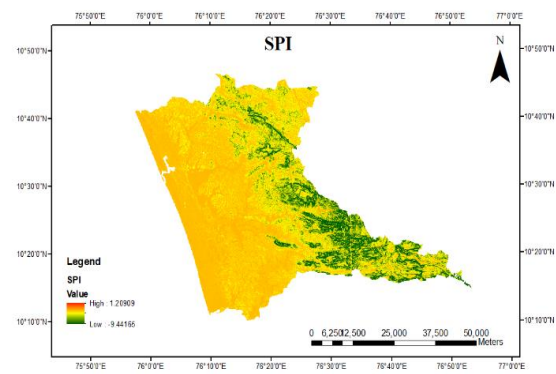 75°50'0"E 76°0'0"E 76°10'0"E 76°20'0"E 76°30'0"E 76°40'0"E 76°50'0"E 77°0'0"E
SPI
N
10°50'0"N 10°50'0"N
10°40'0"N 10°40'0"N
10°30'0"N 10°30'0"N
10°20'0"N 10°20'0"N
10°10'0"N 10°10'0"N
Legend
SPI
Value
High : 1.20909
Low : -9.44166
0 6,250 12,500 25,000 37,500 50,000
Meters
75°50'0"E 76°0'0"E 76°10'0"E 76°20'0"E 76°30'0"E 76°40'0"E 76°50'0"E 77°0'0"E